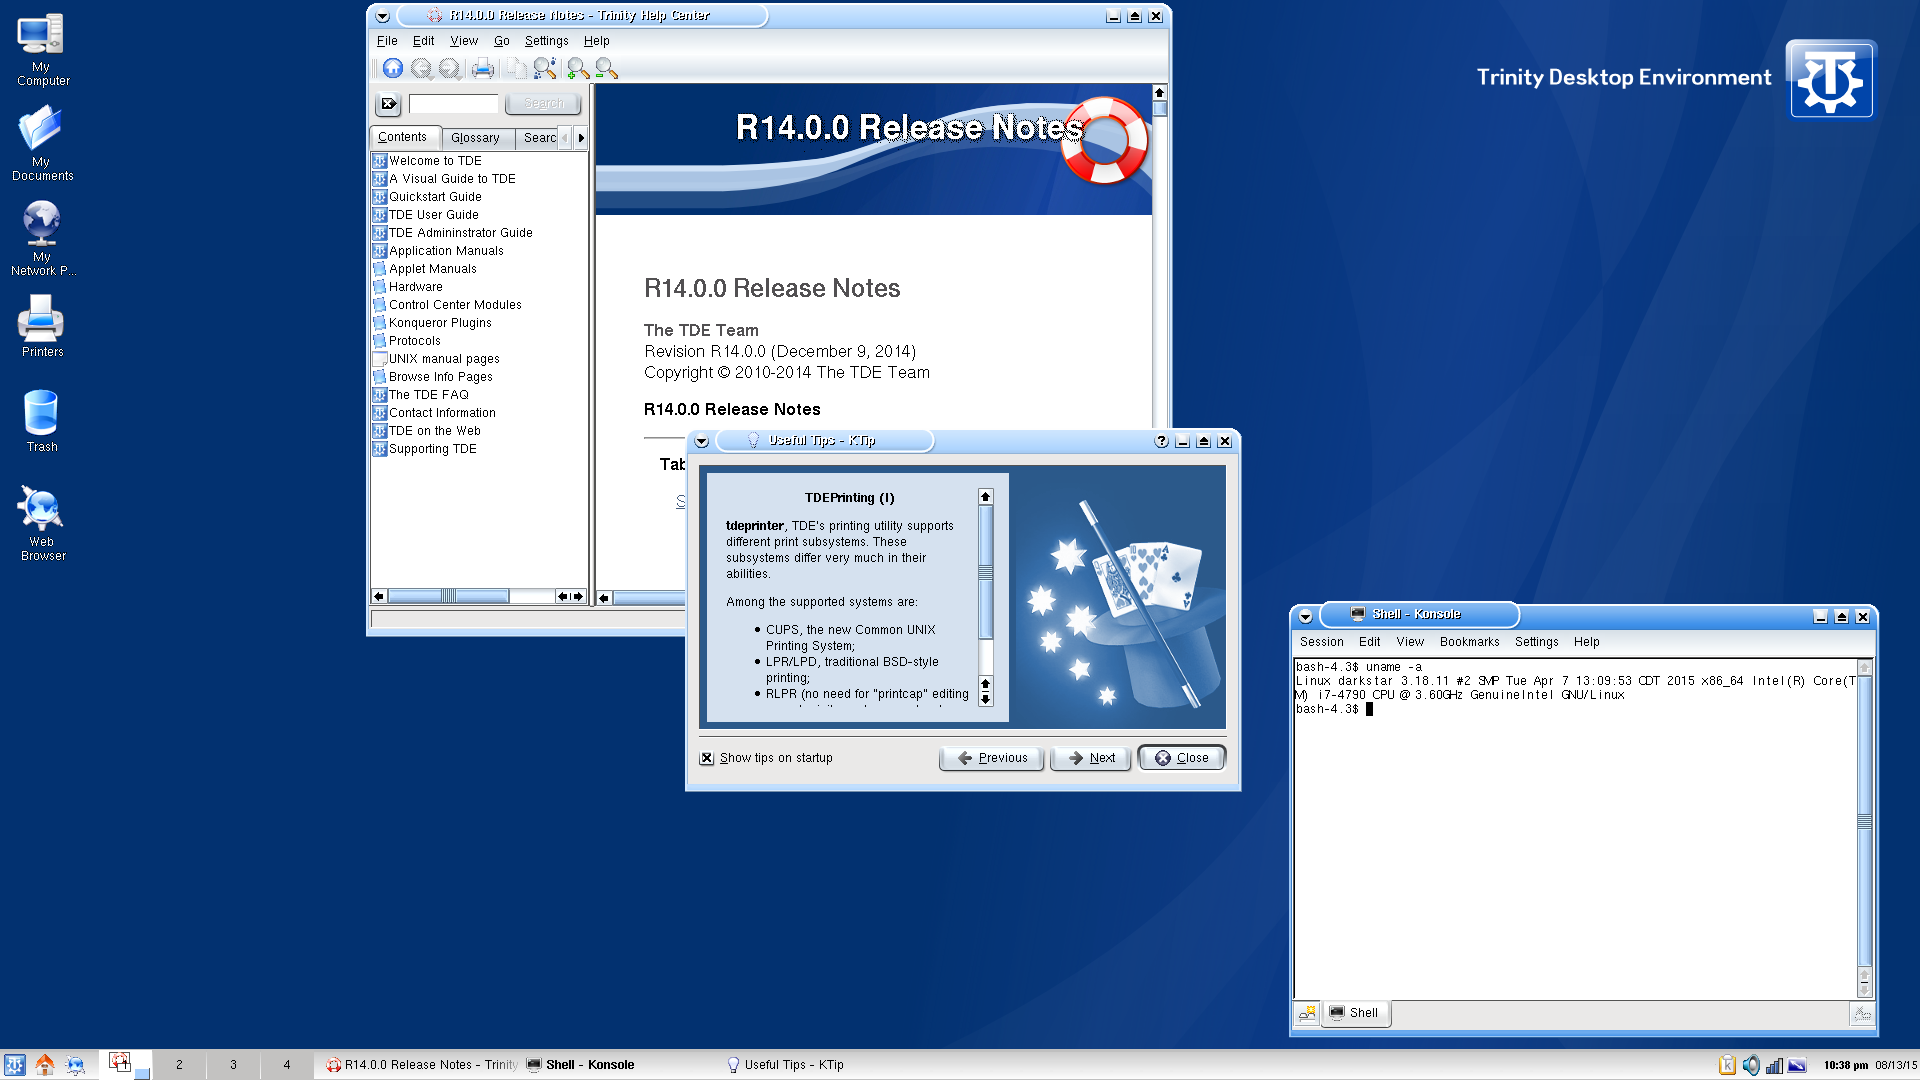 My
Computer
My
Documents
My
Network P...
Printers
Trash
Web
Browser
R14.0.0 Release Notes - Trinity Help Center
File Edit View Go Settings Help
Search
Contents Glossary Searc
Welcome to TDE
A Visual Guide to TDE
Quickstart Guide
TDE User Guide
TDE Admininstrator Guide
Application Manuals
Applet Manuals
Hardware
Control Center Modules
Konqueror Plugins
Protocols
UNIX manual pages
Browse Info Pages
The TDE FAQ
Contact Information
TDE on the Web
Supporting TDE
R14.0.0 Release Notes
R14.0.0 Release Notes
The TDE Team
Revision R14.0.0 (December 9, 2014)
Copyright © 2010-2014 The TDE Team
R14.0.0 Release Notes
Tab
S
Useful Tips - KTip
TDEPrinting (I)
tdeprinter, TDE's printing utility supports
different print subsystems. These
subsystems differ very much in their
abilities.
Among the supported systems are:
• CUPS, the new Common UNIX
Printing System;
• LPR/LPD, traditional BSD-style
printing;
• RLPR (no need for "printcap" editing
Show tips on startup
Previous Next Close
Trinity Desktop Environment
Shell - Konsole
Session Edit View Bookmarks Settings Help
bash-4.3$ uname -a
Linux darkstar 3.18.11 #2 SMP Tue Apr 7 13:09:53 CDT 2015 x86_64 Intel(R) Core(T
M) i7-4790 CPU @ 3.60GHz GenuineIntel GNU/Linux
bash-4.3$
Shell
2 3 4 R14.0.0 Release Notes - Trinity Shell - Konsole Useful Tips - KTip 10:38 pm 08/13/15